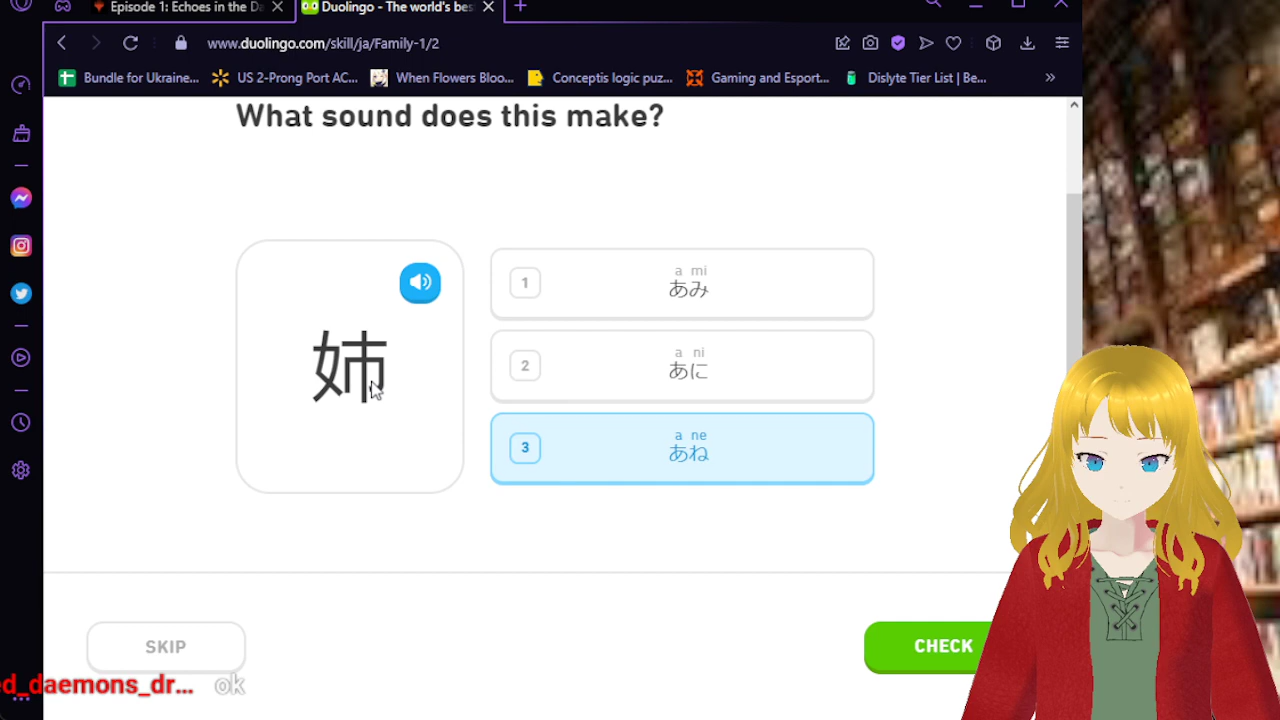 Episode 1: Echoes in the Da
Duolingo - The world's bes
www.duolingo.com/skill/ja/Family-1/2
Bundle for Ukraine...
US 2-Prong Port AC...
When Flowers Bloo...
Conceptis logic puz...
Gaming and Esport...
Dislyte Tier List | Be...
»
What sound does this make?
姉
1
a mi
あみ
2
a ni
あに
3
a ne
あね
SKIP
CHECK
ed_daemons_dr... ok